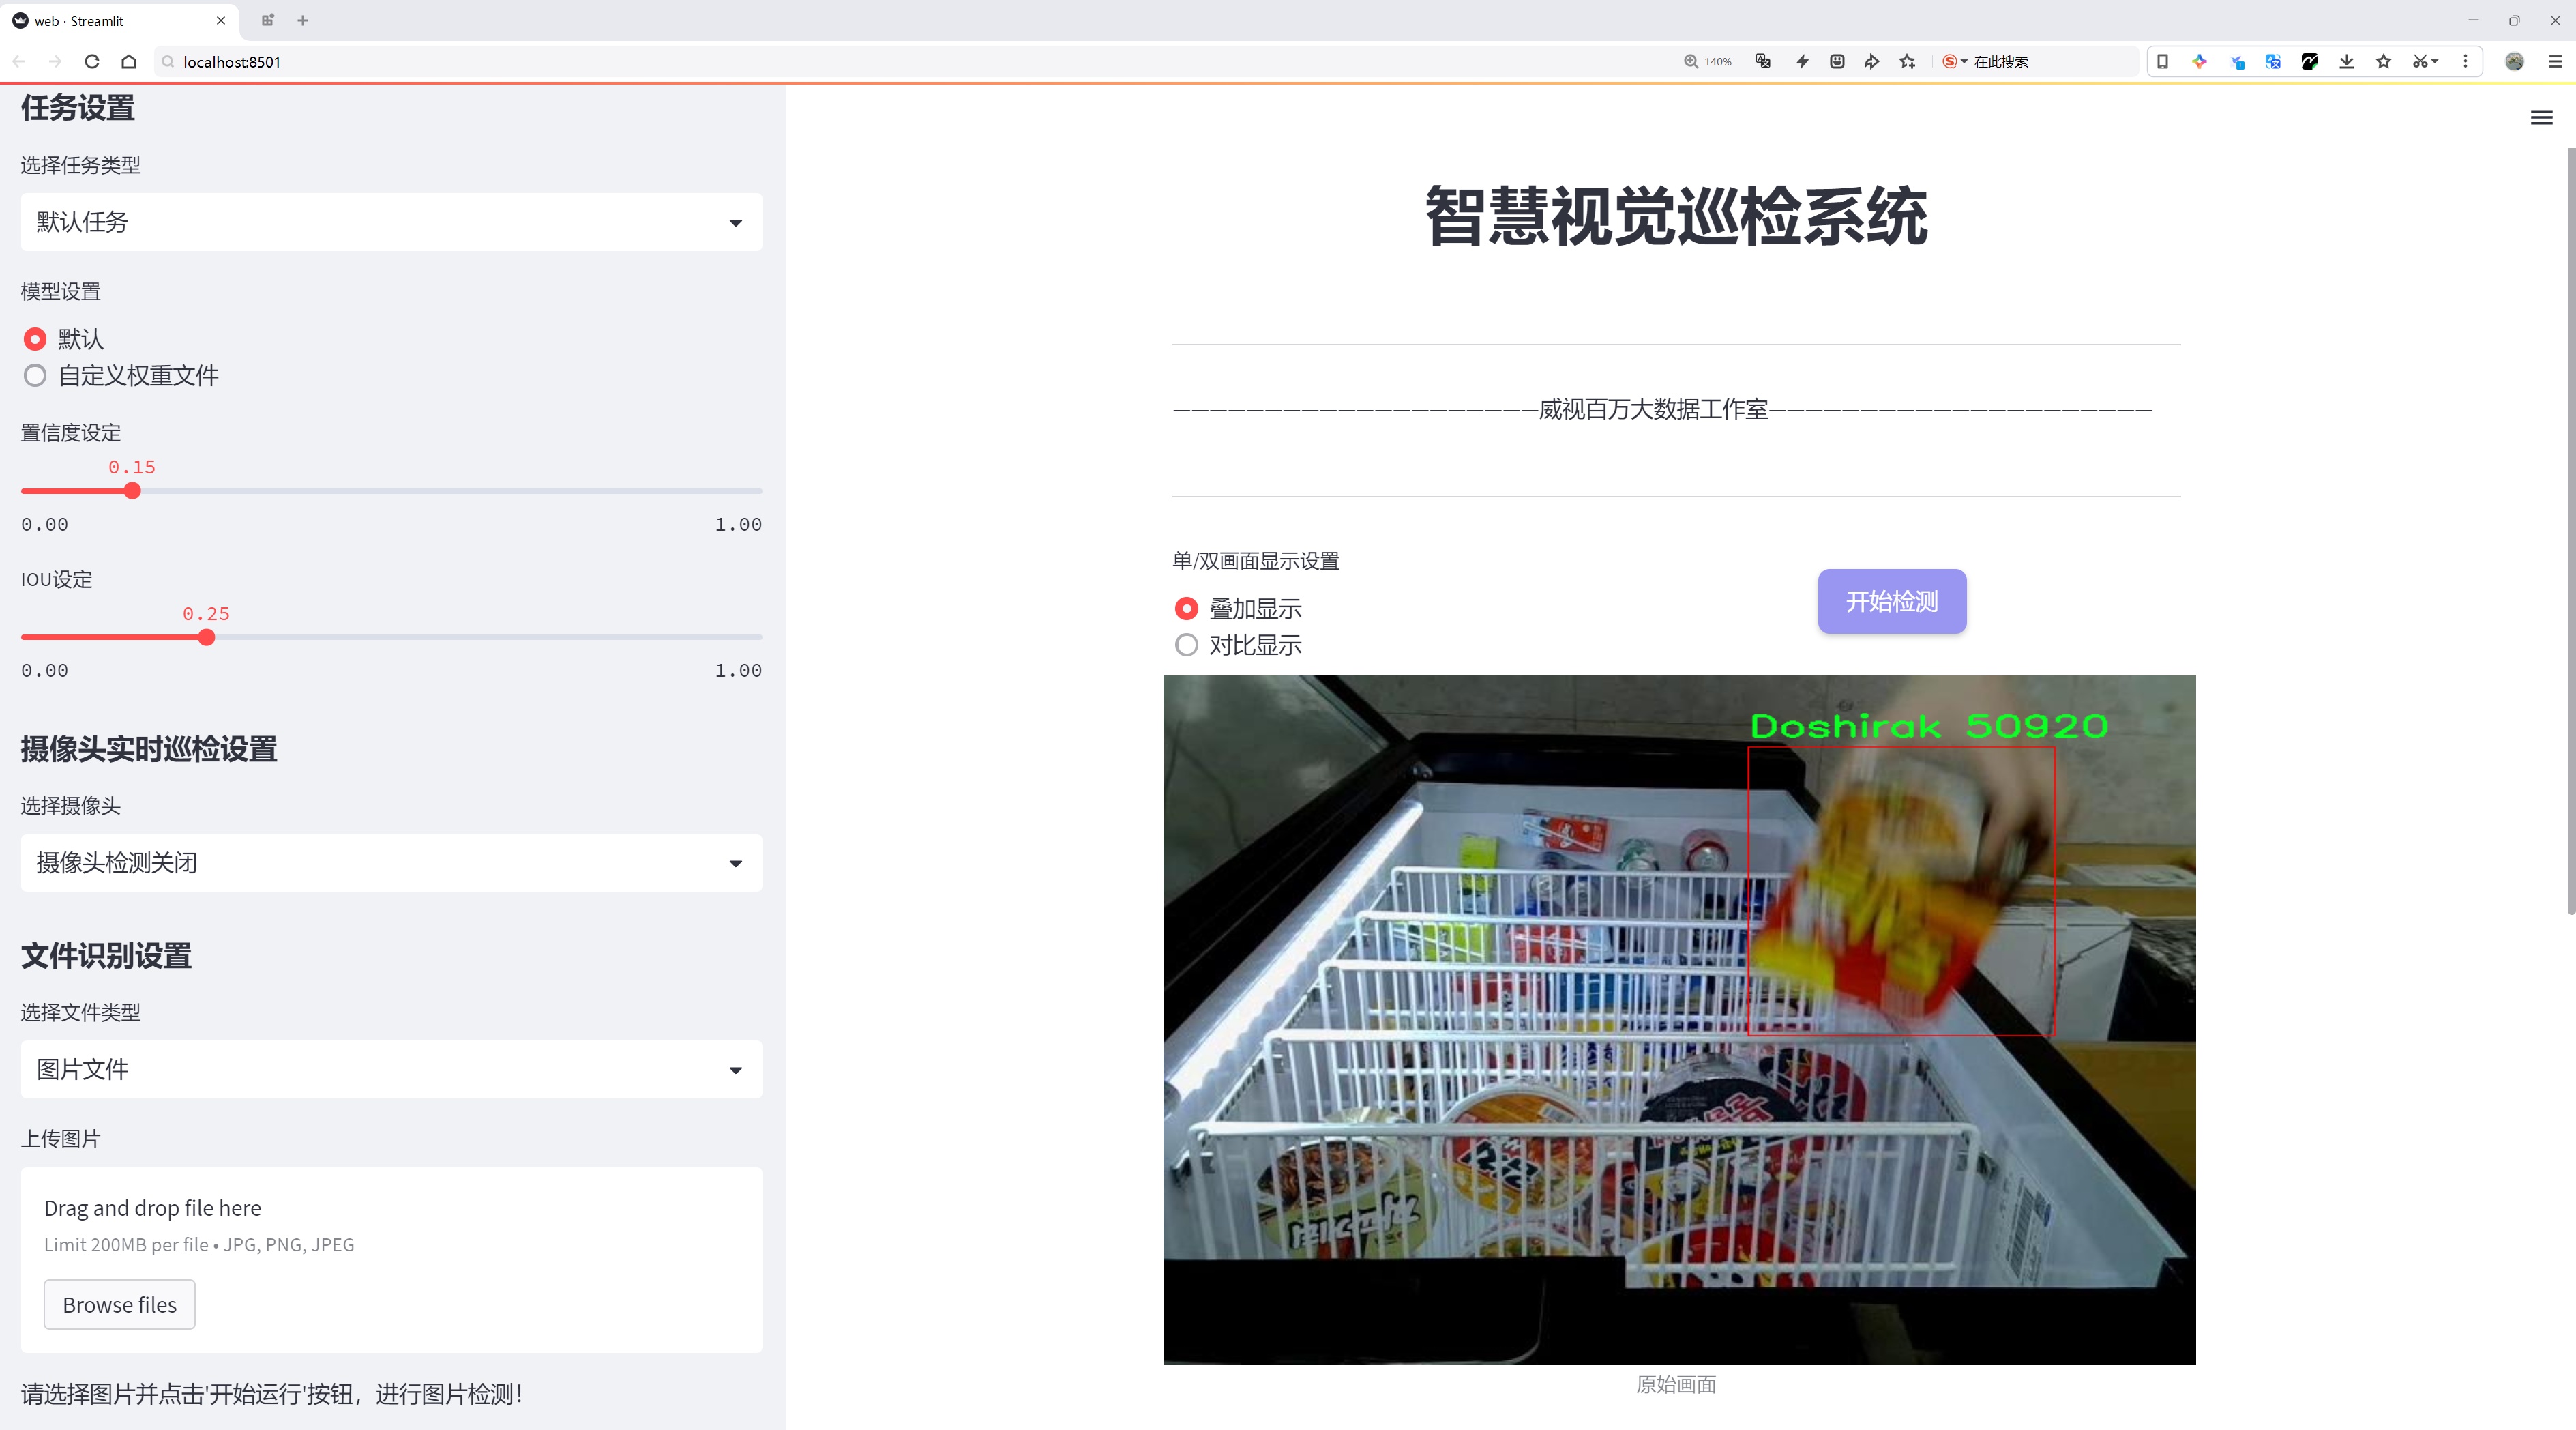 web · Streamlit
localhost:8501
140%
在此搜索
任务设置
选择任务类型
默认任务
模型设置
默认
自定义权重文件
置信度设定
0.15
0.00
1.00
IOU设定
0.25
0.00
1.00
摄像头实时巡检设置
选择摄像头
摄像头检测关闭
文件识别设置
选择文件类型
图片文件
上传图片
Drag and drop file here
Limit 200MB per file • JPG, PNG, JPEG
Browse files
请选择图片并点击'开始运行'按钮，进行图片检测！
智慧视觉巡检系统
————————————————————威视百万大数据工作室—————————————————————
单/双画面显示设置
叠加显示
对比显示
开始检测
Doshirak 50920
原始画面